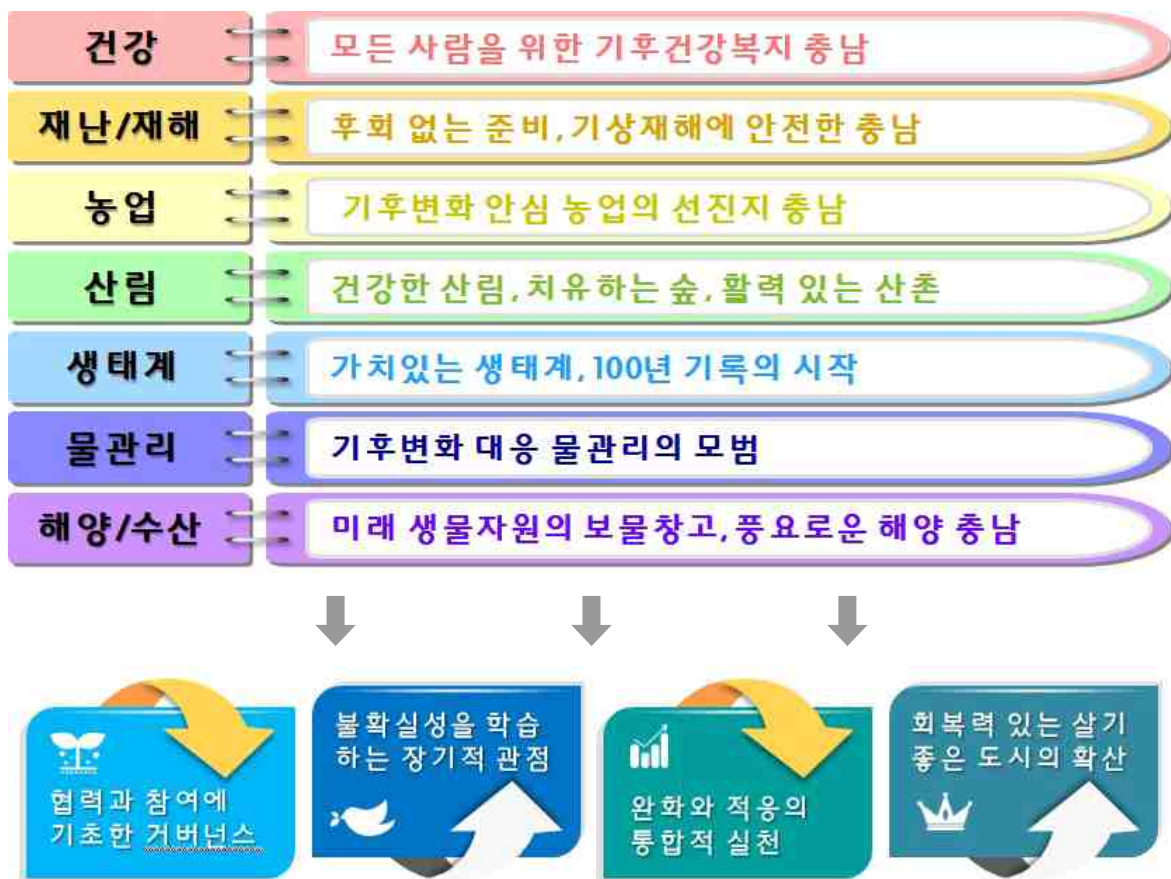 건강
모든 사람을 위한 기후건강복지 충남
재난/재해
후회 없는 준비, 기상재해에 안전한 충남
농업
기후변화 안심 농업의 선진지 충남
산림
건강한 산림, 치유하는 숲, 활력 있는 산촌
생태계
가치있는 생태계, 100년 기록의 시작
물관리
기후변화 대응 물관리의 모범
해양/수산
미래 생물자원의 보물창고, 풍요로운 해양 충남
협력과 참여에
기초한 거버넌스
불확실성을 학습
하는 장기적 관점
완화와 적응의
통합적 실천
회복력 있는 살기
좋은 도시의 확산